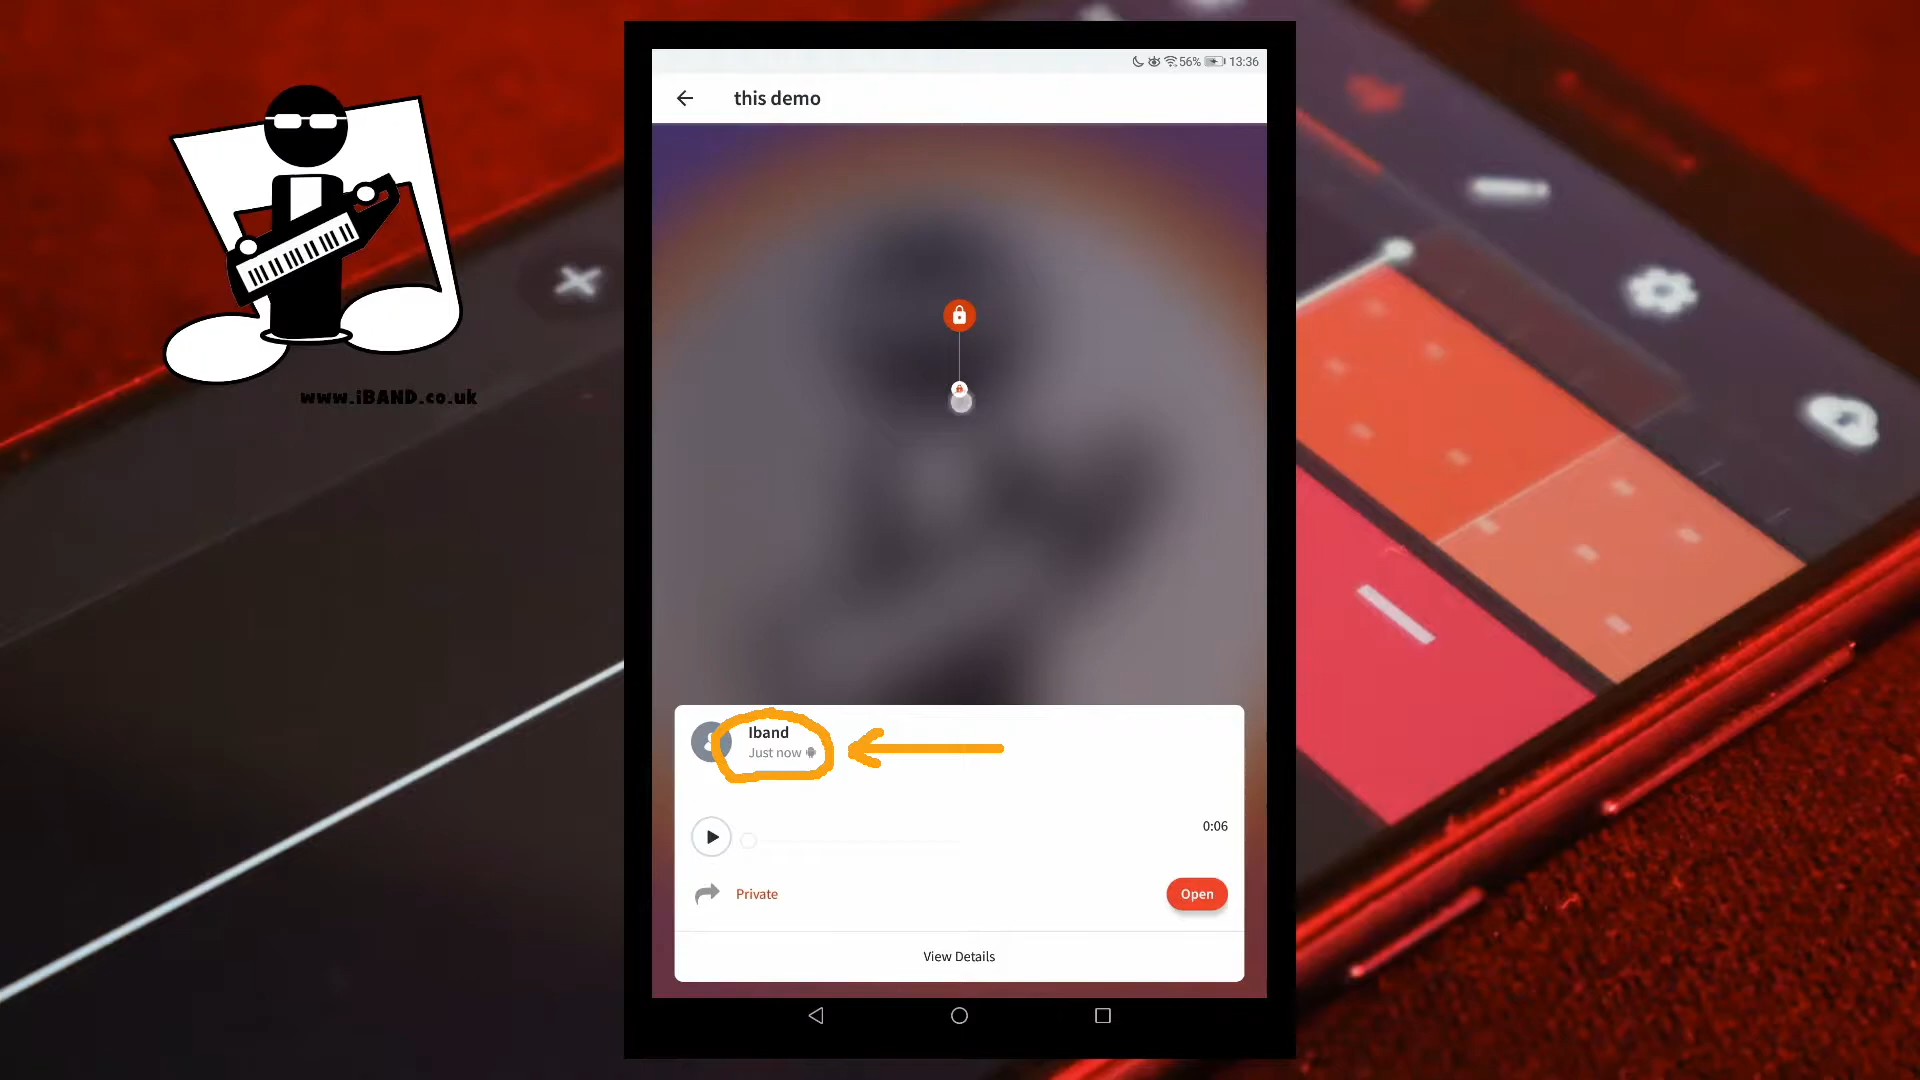 56% 13:36
this demo
www.iBAND.co.uk
Iband
Just now
0:06
Private
Open
View Details